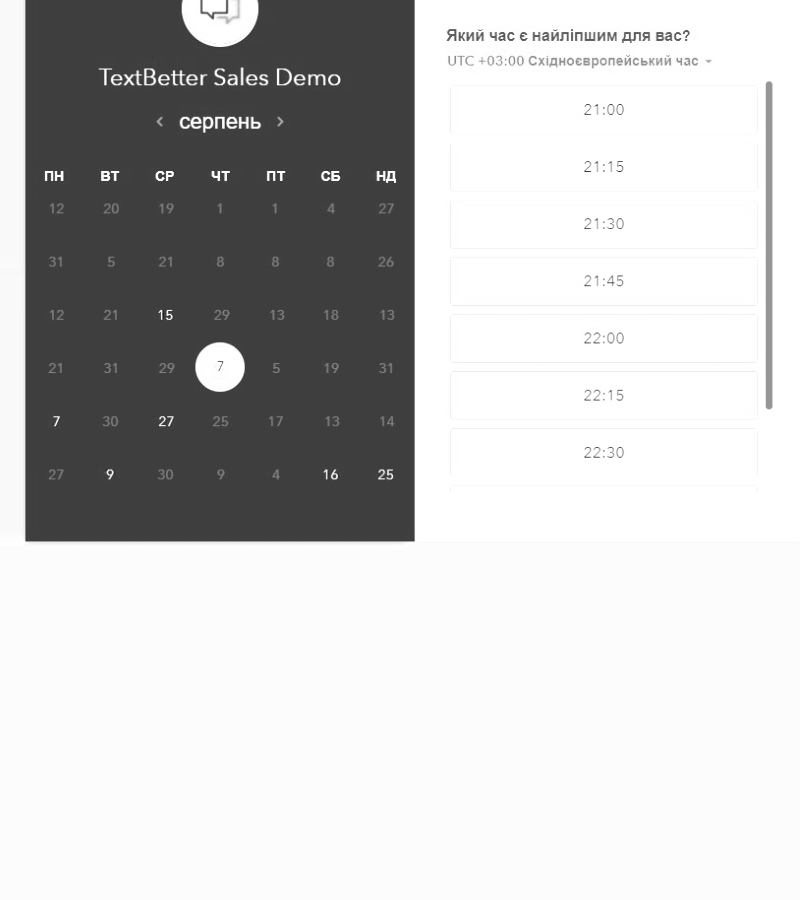 TextBetter Sales Demo
серпень
ПН ВТ СР ЧТ ПТ СБ НД
12 20 19 1 1 4 27
31 5 21 8 8 8 26
12 21 15 29 13 18 13
21 31 29 7 5 19 31
7 30 27 25 17 13 14
27 9 30 9 4 16 25
Який час є найліпшим для вас?
UTC +03:00 Східноєвропейський час
21:00
21:15
21:30
21:45
22:00
22:15
22:30